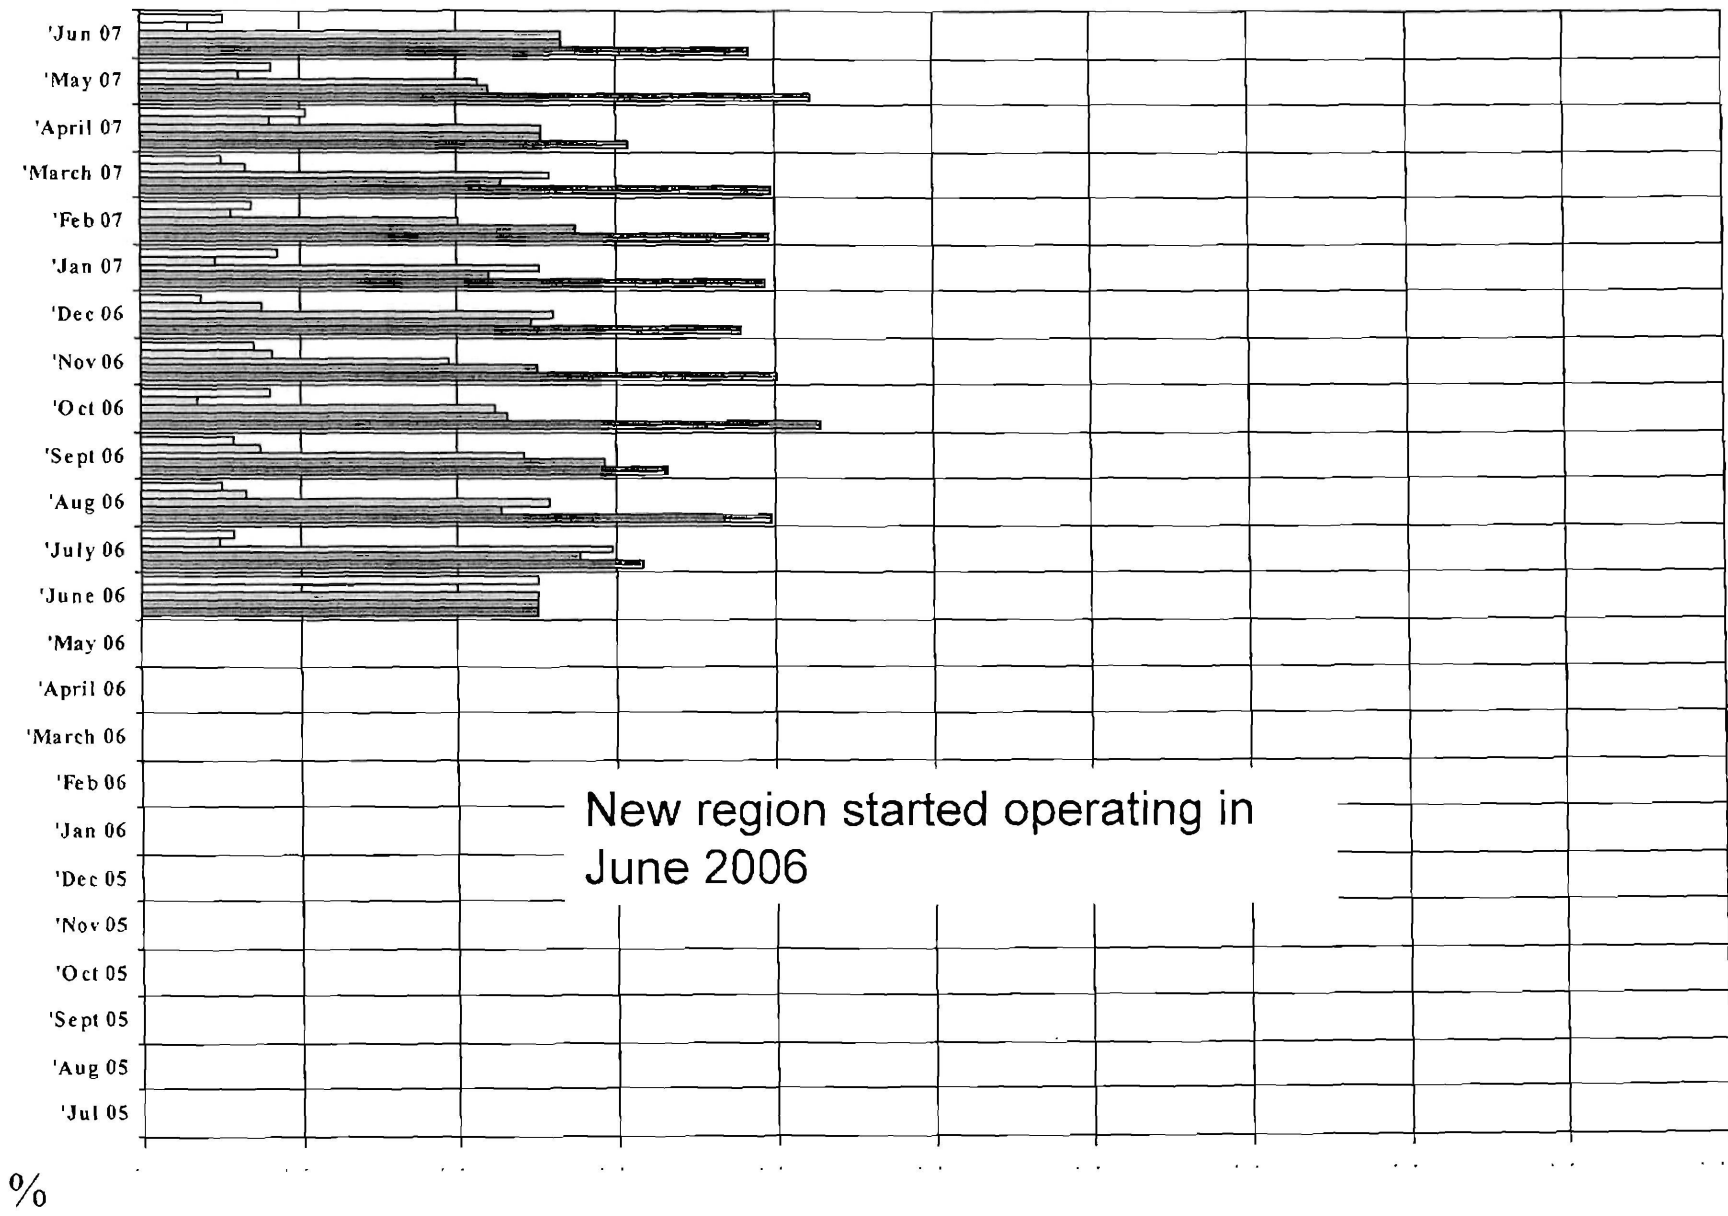 'Jun 07
'May 07
'April 07
'March 07
'Feb 07
'Jan 07
'Dec 06
'Nov 06
'Oct 06
'Sept 06
'Aug 06
'July 06
'June 06
'May 06
'April 06
'March 06
'Feb 06
'Jan 06
'Dec 05
'Nov 05
'Oct 05
'Sept 05
'Aug 05
'Jul 05
New region started operating in
June 2006
%